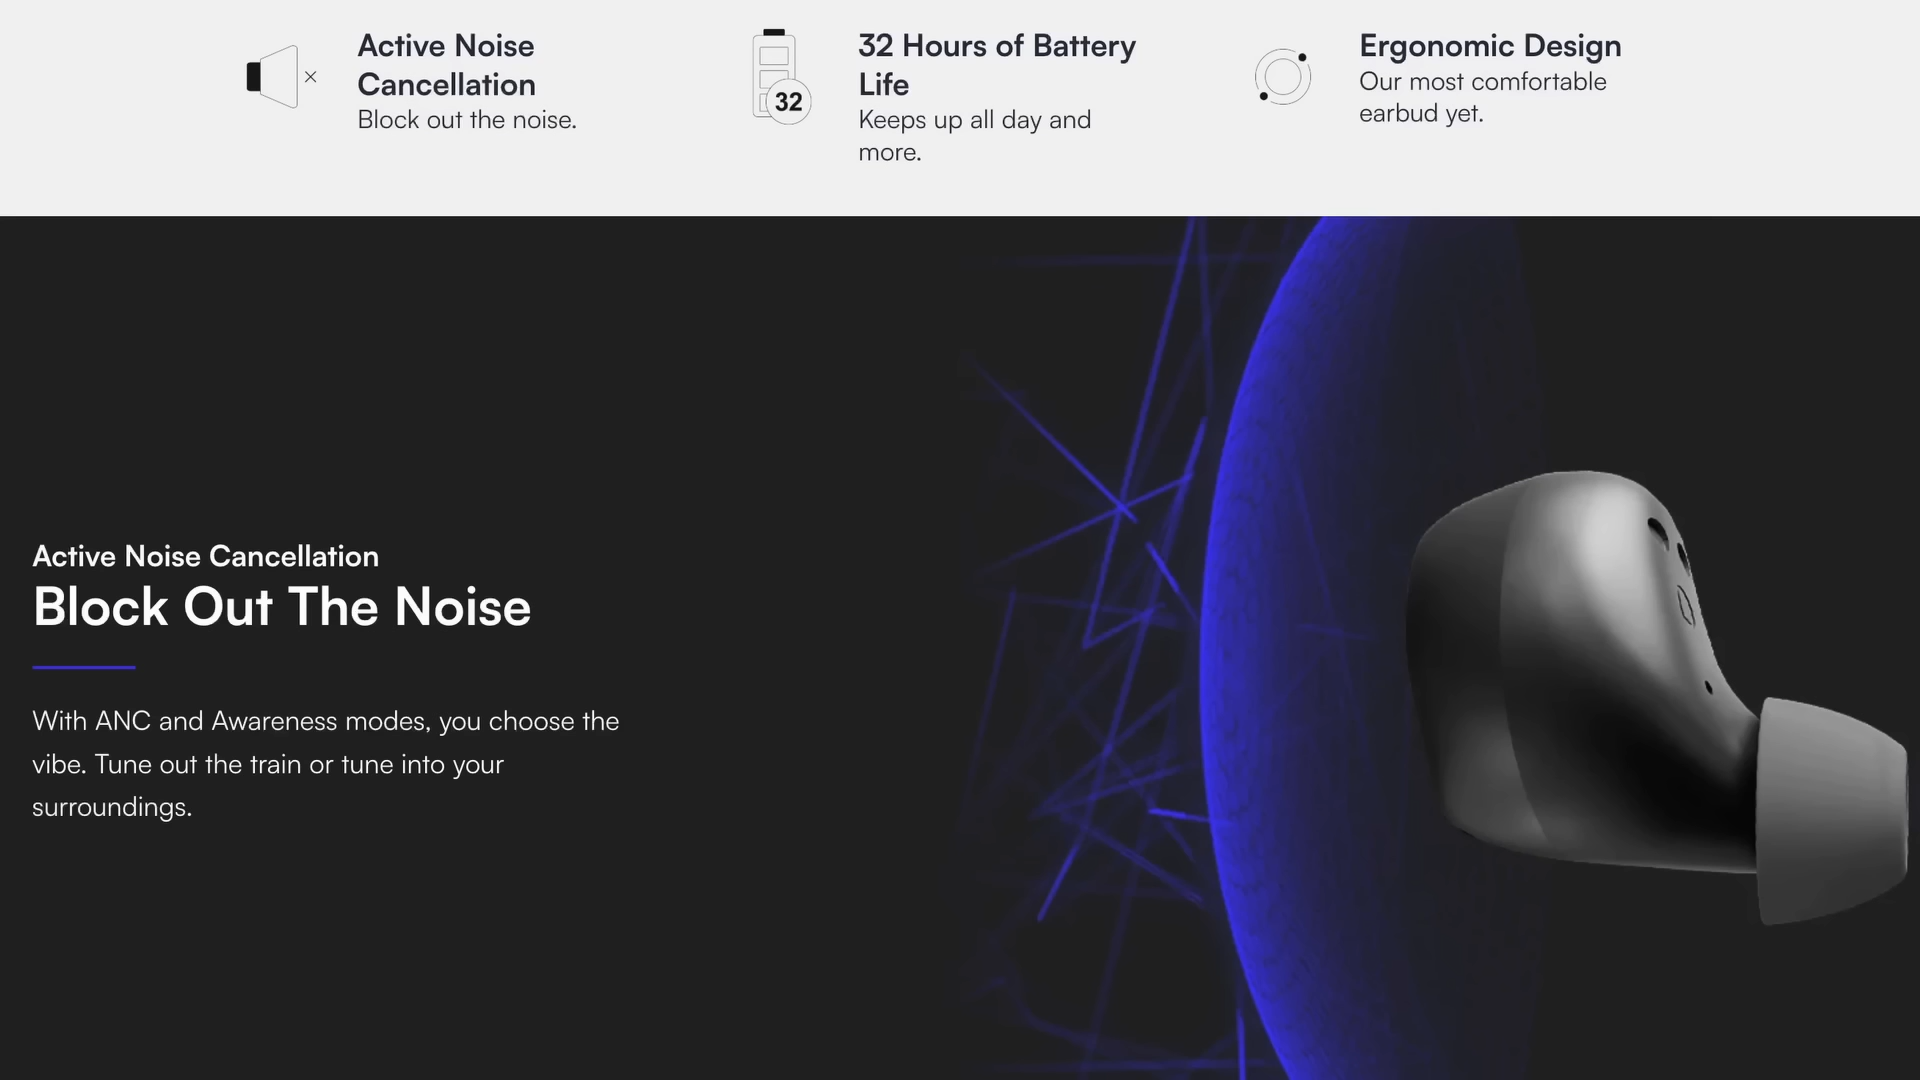 Active Noise
Cancellation
Block out the noise.
32
32 Hours of Battery
Life
Keeps up all day and
more.
Ergonomic Design
Our most comfortable
earbud yet.
Active Noise Cancellation
Block Out The Noise
With ANC and Awareness modes, you choose the
vibe. Tune out the train or tune into your
surroundings.